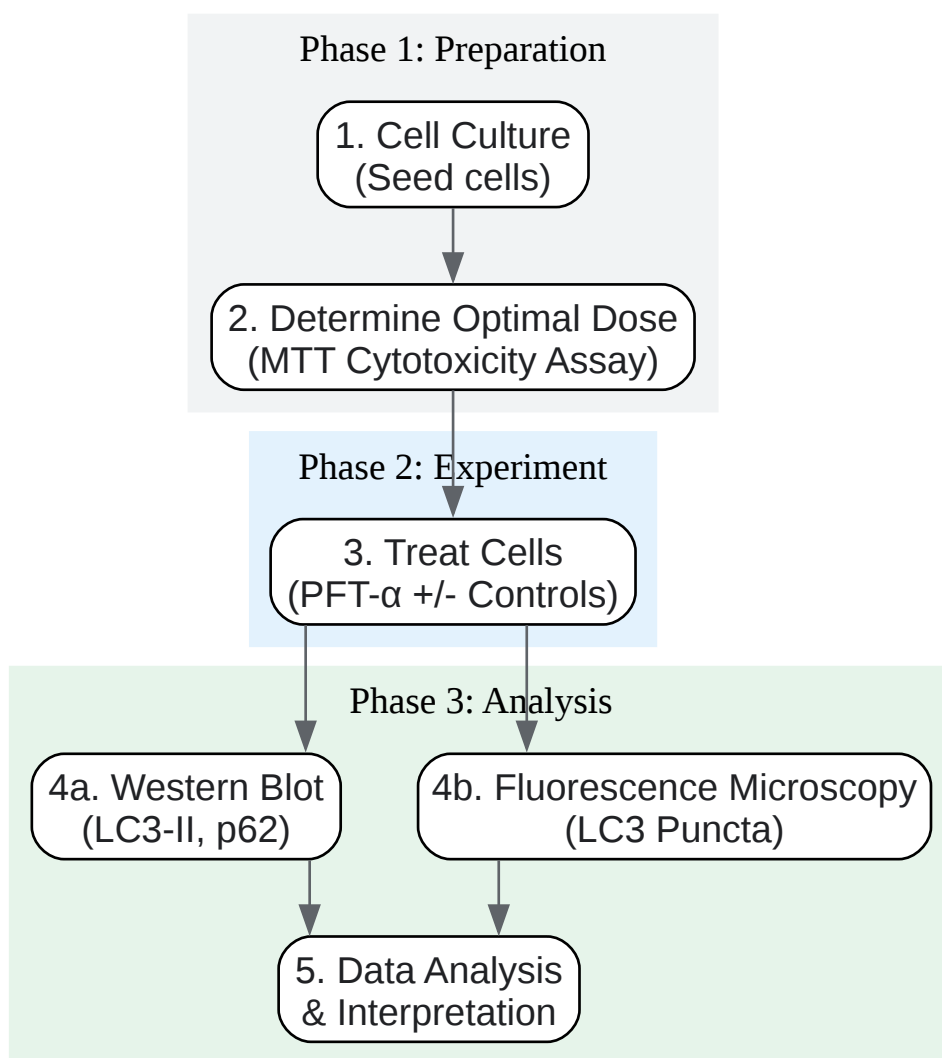 Phase 1: Preparation
1. Cell Culture
(Seed cells)
2. Determine Optimal Dose
(MTT Cytotoxicity Assay)
Phase 2: Experiment
3. Treat Cells
(PFT-α +/- Controls)
Phase 3: Analysis
4a. Western Blot
(LC3-II, p62)
4b. Fluorescence Microscopy
(LC3 Puncta)
5. Data Analysis
& Interpretation